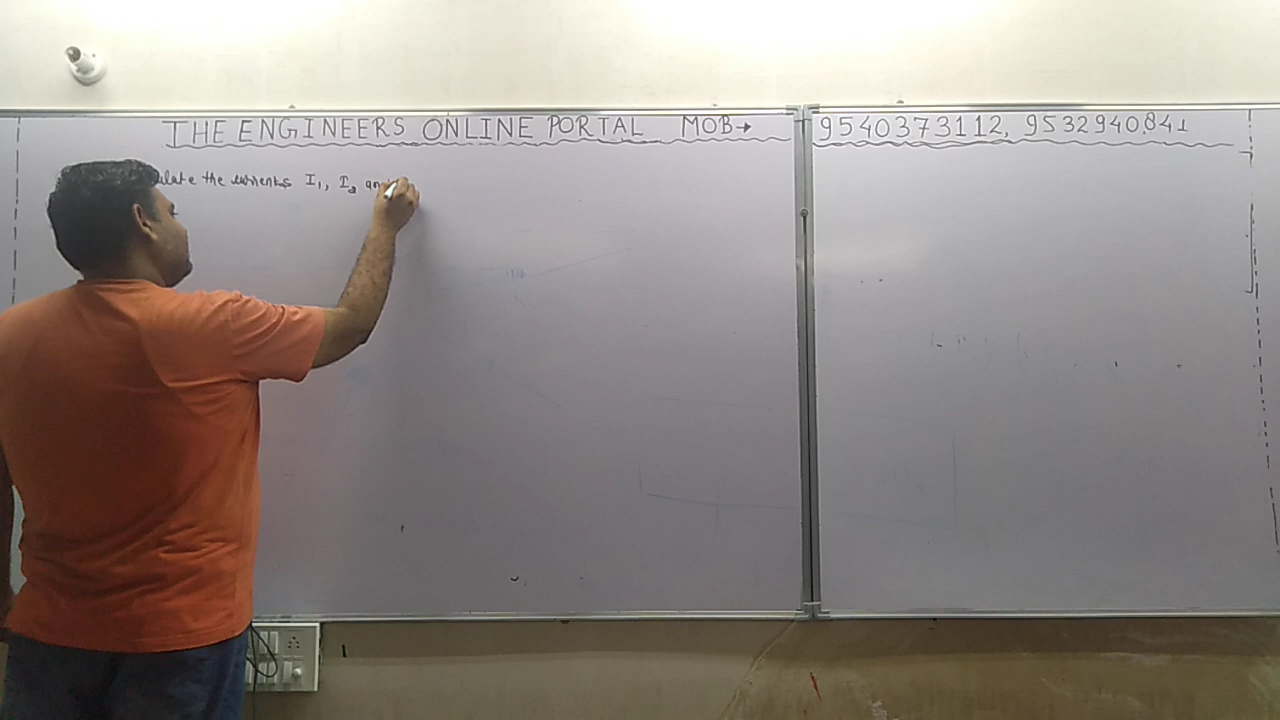 THE ENGINEERS ONLINE PORTAL MOB→ 9540373112, 9532940841
the currents I1, I2